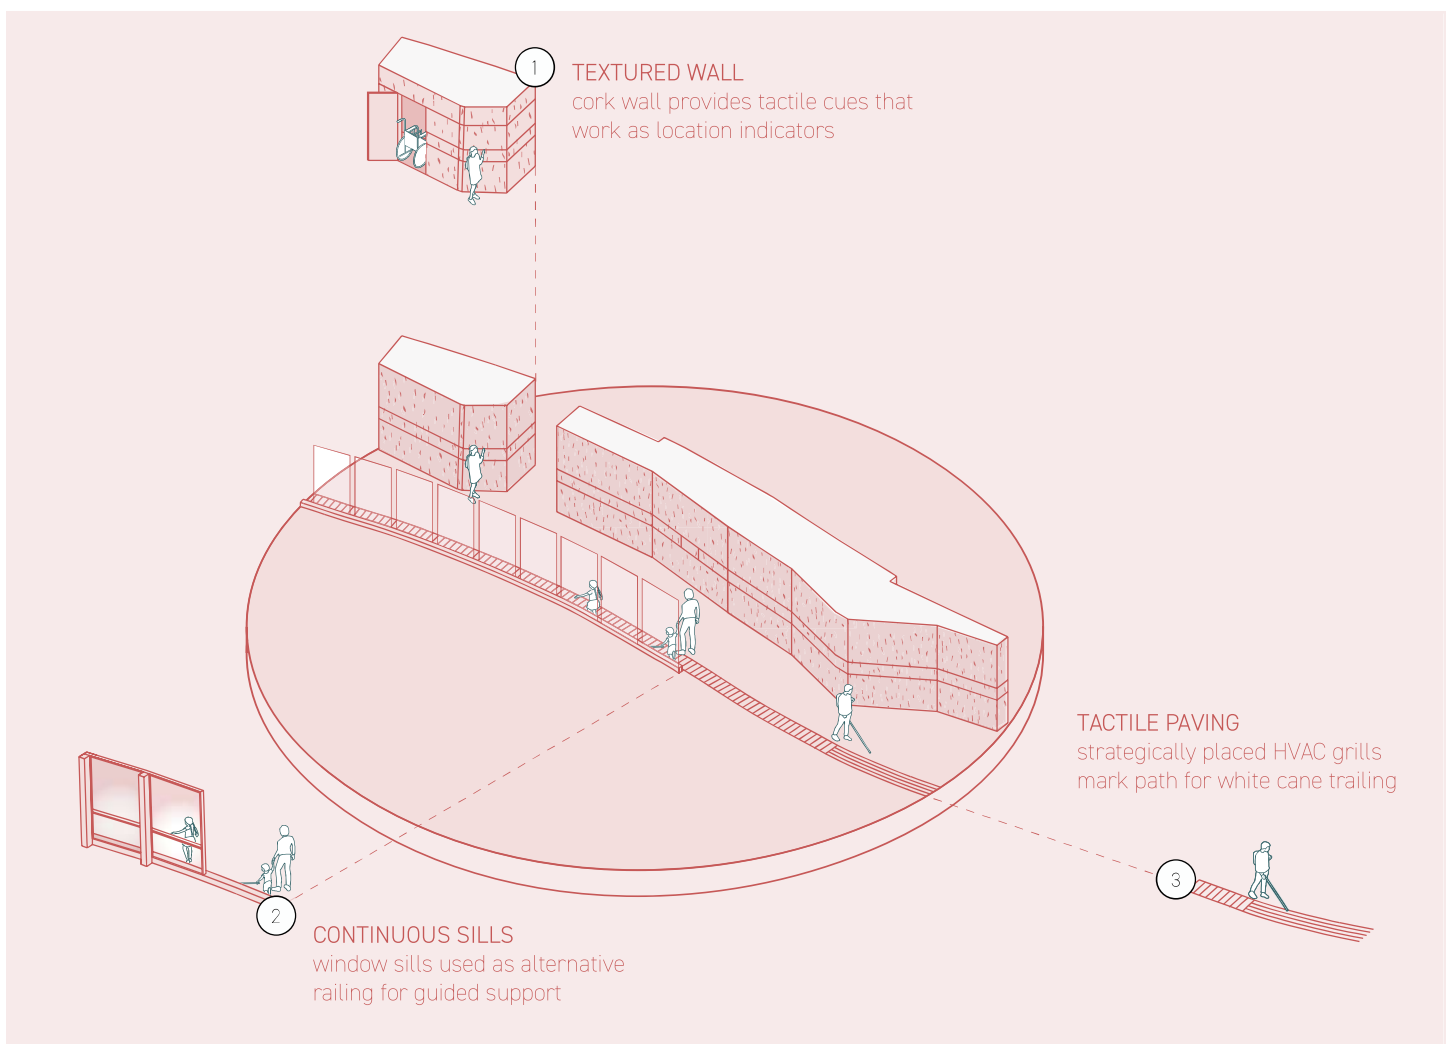 1
TEXTURED WALL
cork wall provides tactile cues that
work as location indicators
TACTILE PAVING
strategically placed HVAC grills
mark path for white cane trailing
3
2
CONTINUOUS SILLS
window sills used as alternative
railing for guided support